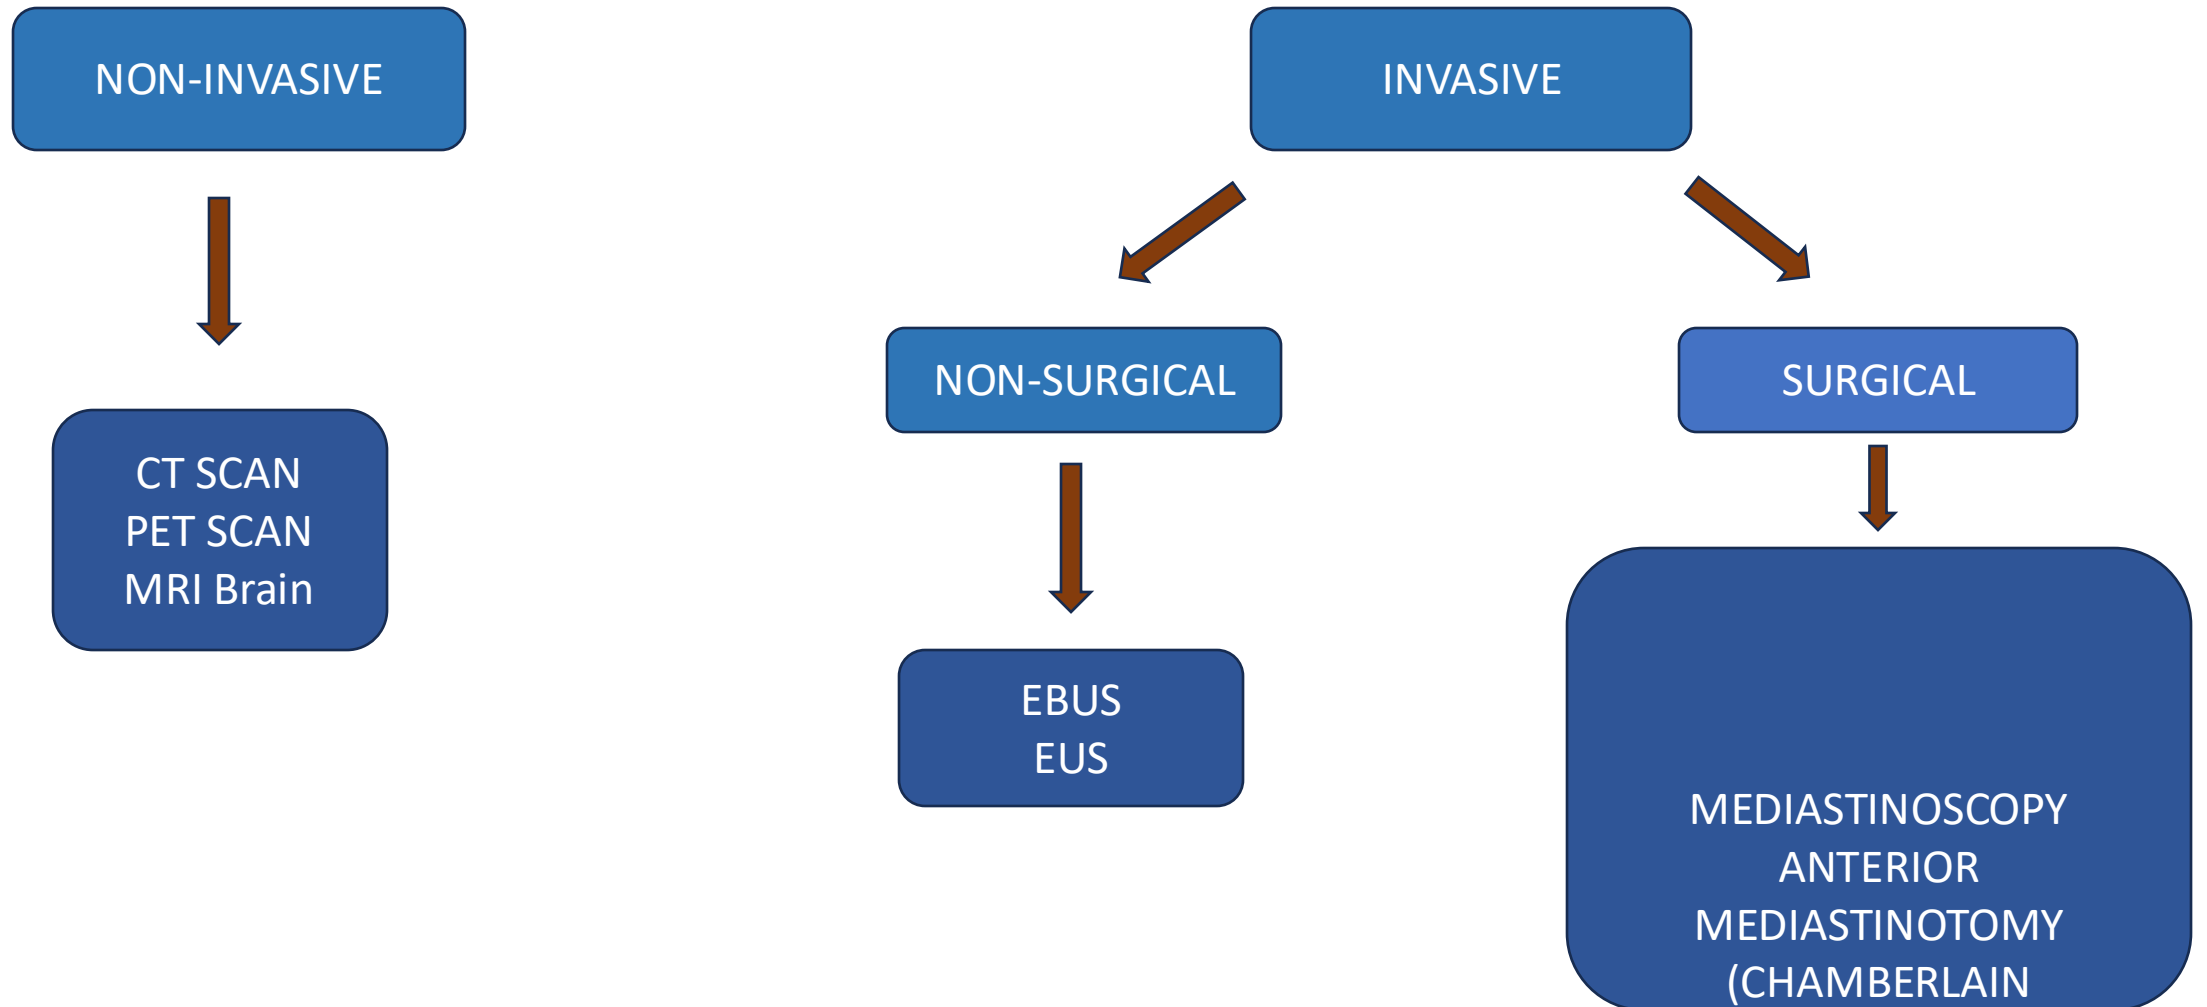 NON-INVASIVE
INVASIVE
NON-SURGICAL
SURGICAL
CT SCAN
PET SCAN
MRI Brain
EBUS
EUS
MEDIASTINOSCOPY
ANTERIOR
MEDIASTINOTOMY
(CHAMBERLAIN